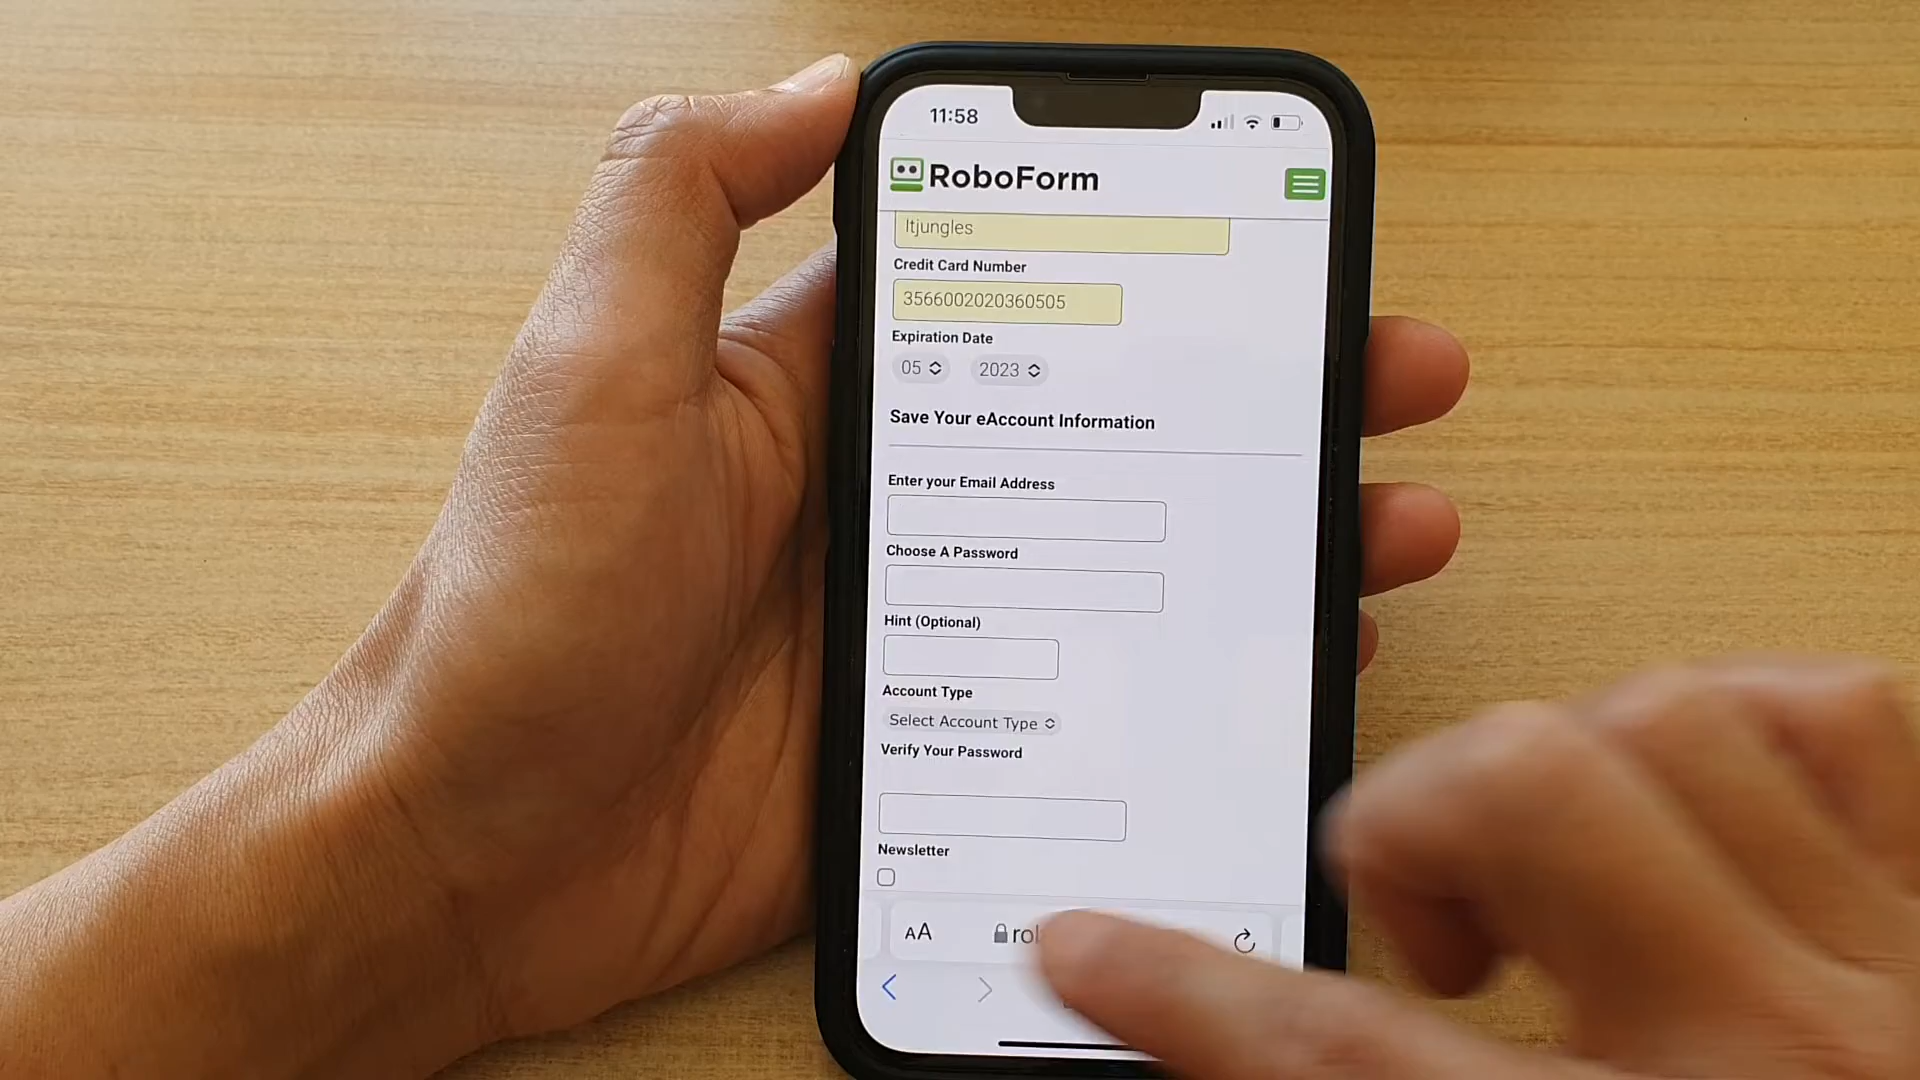 11:58
RoboForm
ltjungles
Credit Card Number
3566002020360505
Expiration Date
05 2023
Save Your eAccount Information
Enter your Email Address
Choose A Password
Hint (Optional)
Account Type
Select Account Type
Verify Your Password
Newsletter
AA